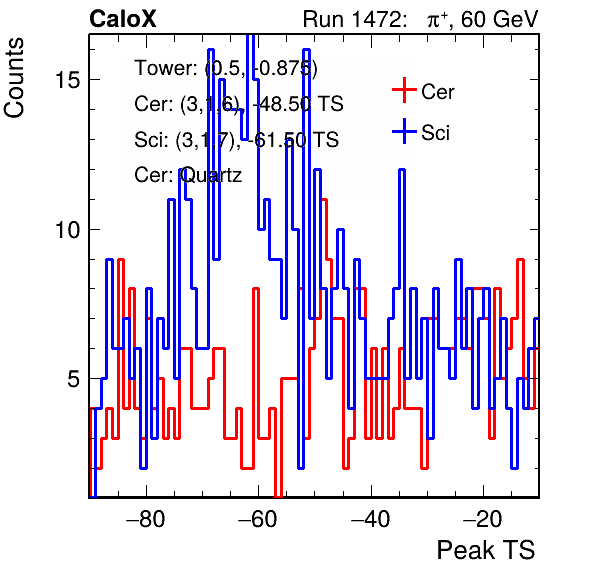 CaloX Run 1472: π⁺, 60 GeV
Counts
Tower: (0.5, -0.875)
Cer: (3,1,6), -48.50 TS
Sci: (3,1,7), -61.50 TS
Cer: Quartz
Cer
Sci
15
10
5
−80 −60 −40 −20
Peak TS